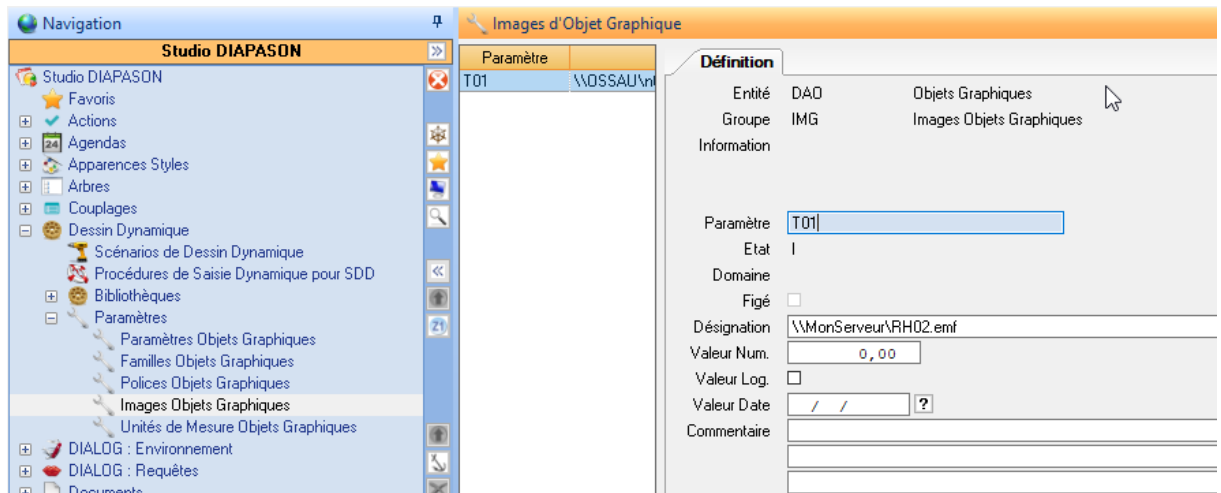 Navigation
Studio DIAPASON
Studio DIAPASON
Favoris
Actions
Agendas
Apparences Styles
Arbres
Couplages
Dessin Dynamique
Scénarios de Dessin Dynamique
Procédures de Saisie Dynamique pour SDD
Bibliothèques
Paramètres
Paramètres Objets Graphiques
Familles Objets Graphiques
Polices Objets Graphiques
Images Objets Graphiques
Unités de Mesure Objets Graphiques
DIALOG : Environnement
DIALOG : Requêtes
Documents
Images d'Objet Graphique
Paramètre
T01 \\OSSAU\
Définition
Entité DAO Objets Graphiques
Groupe IMG Images Objets Graphiques
Information
Paramètre T01
Etat I
Domaine
Figé
Désignation \\MonServeur\RH02.emf
Valeur Num. 0,00
Valeur Log.
Valeur Date / / ?
Commentaire